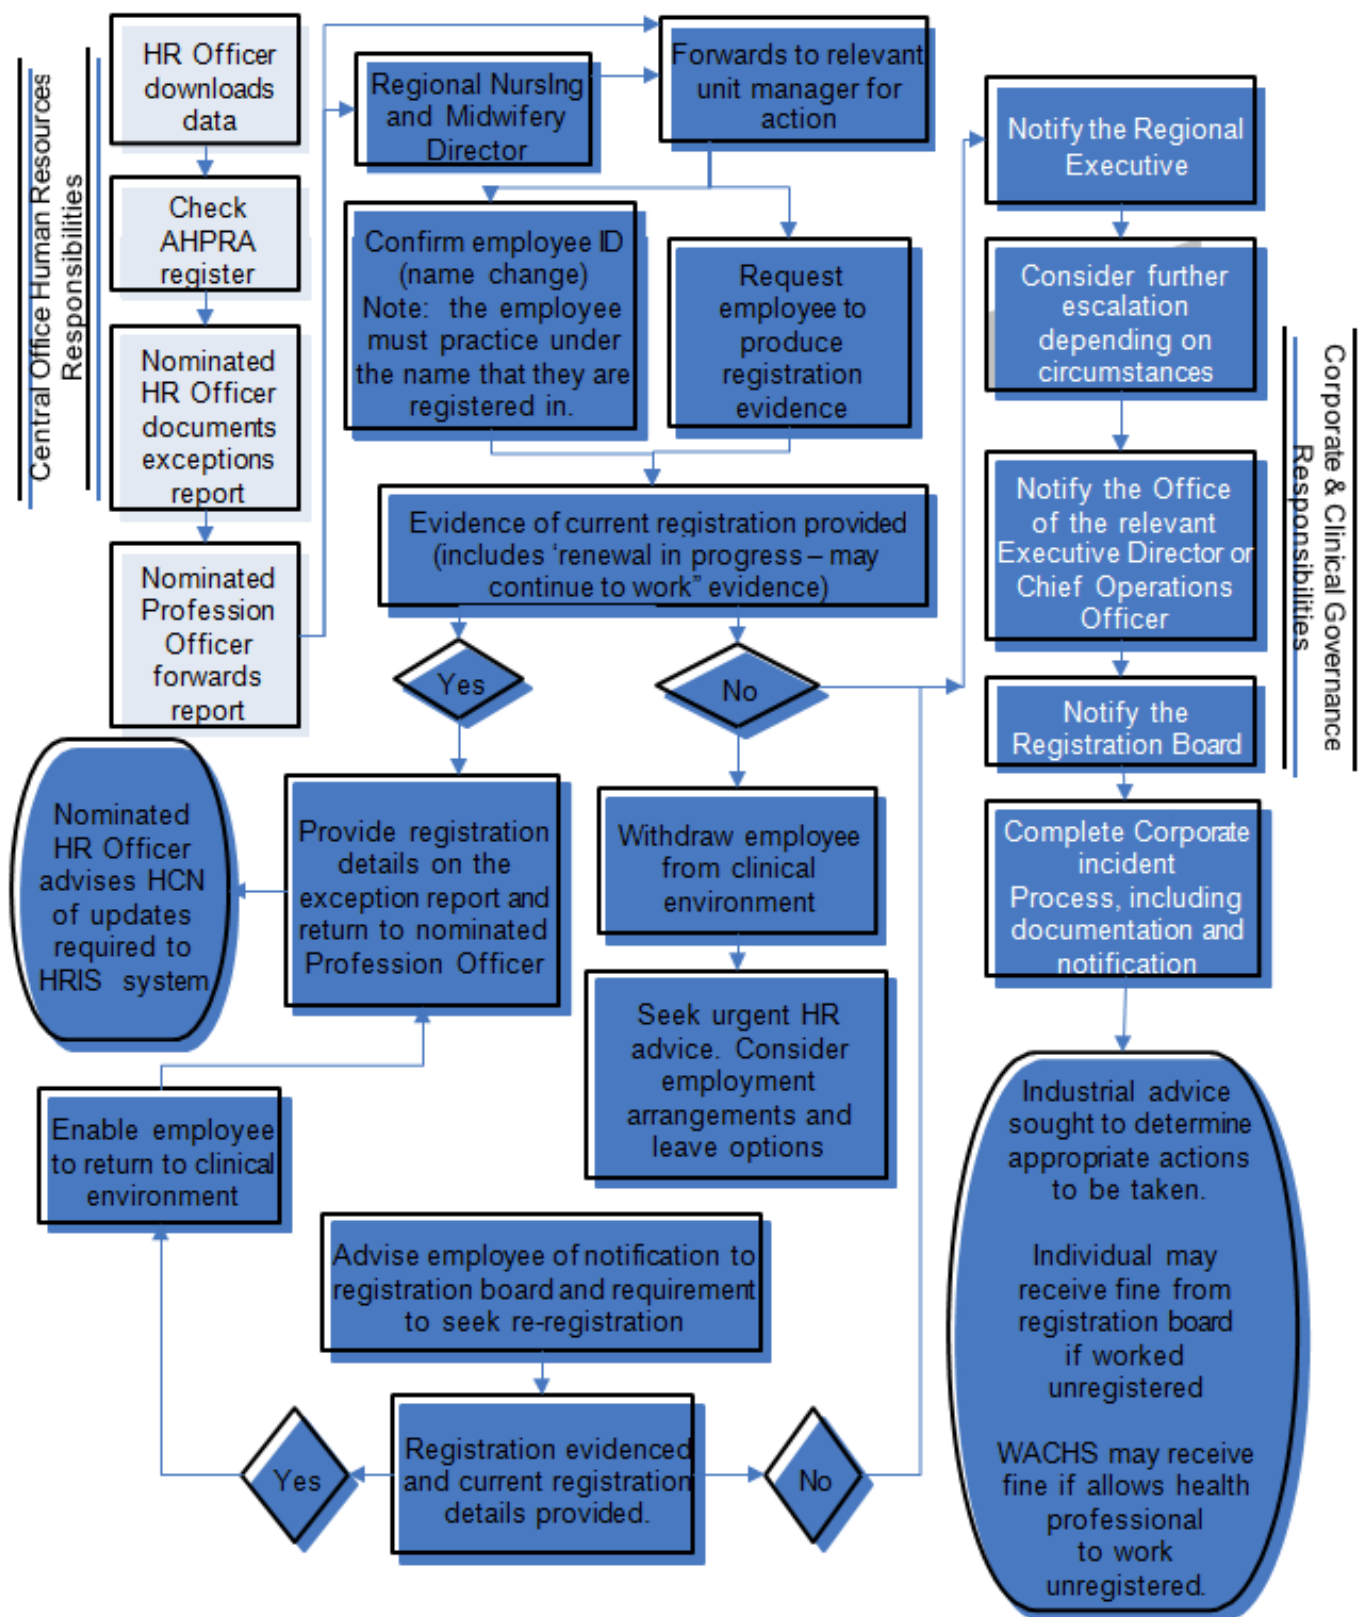 Central Office Human Resources
Responsibilities
HR Officer
downloads
data
Check
AHPRA
register
Nominated
HR Officer
documents
exceptions
report
Nominated
Profession
Officer
forwards
report
Regional NursIng
and Midwifery
Director
Forwards to relevant
unit manager for
action
Confirm employee ID
(name change)
Note: the employee
must practice under
the name that they are
registered in.
Request
employee to
produce
registration
evidence
Evidence of current registration provided
(includes ‘renewal in progress – may
continue to work” evidence)
Yes
No
Nominated
HR Officer
advises HCN
of updates
required to
HRIS system
Provide registration
details on the
exception report and
return to nominated
Profession Officer
Withdraw employee
from clinical
environment
Seek urgent HR
advice. Consider
employment
arrangements and
leave options
Enable employee
to return to clinical
environment
Advise employee of notification to
registration board and requirement
to seek re-registration
Yes
Registration evidenced
and current registration
details provided.
No
Notify the Regional
Executive
Consider further
escalation
depending on
circumstances
Notify the Office
of the relevant
Executive Director or
Chief Operations
Officer
Notify the
Registration Board
Complete Corporate
incident
Process, including
documentation and
notification
Industrial advice
sought to determine
appropriate actions
to be taken.
Individual may
receive fine from
registration board
if worked
unregistered
WACHS may receive
fine if allows health
professional
to work
unregistered.
Corporate & Clinical Governance
Responsibilities